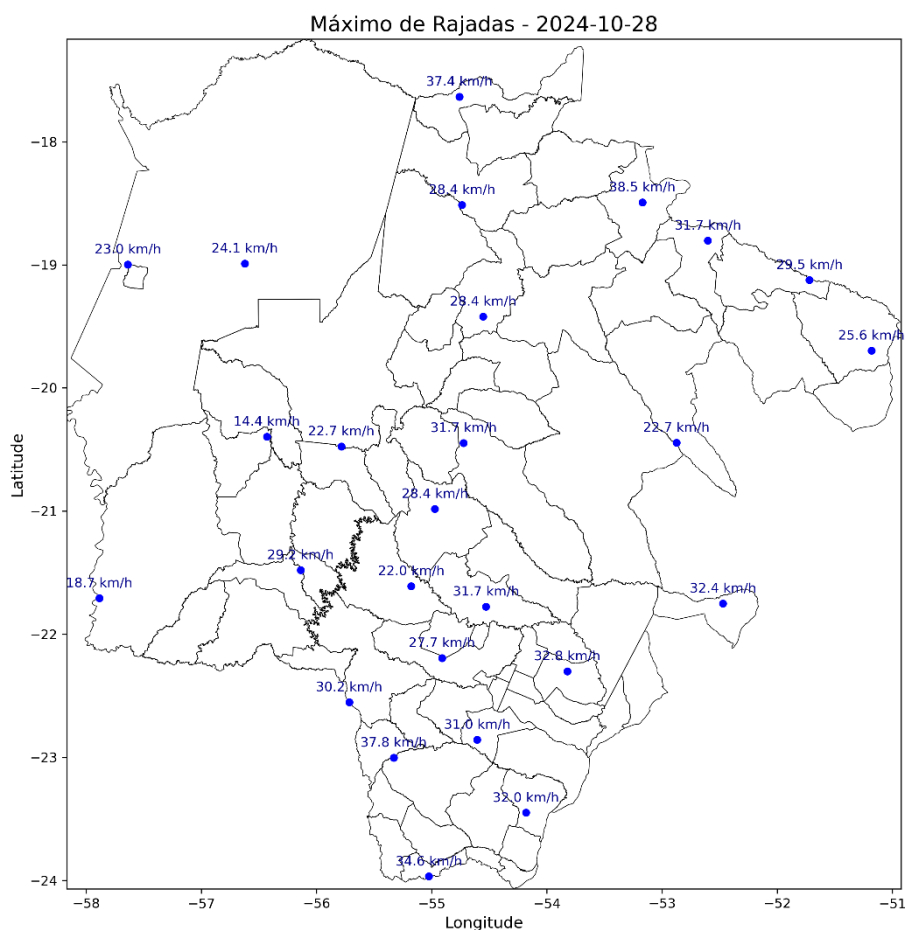 Máximo de Rajadas - 2024-10-28
37.4 km/h
−18
28.4 km/h
38.5 km/h
31.7 km/h
23.0 km/h
24.1 km/h
−19
29.5 km/h
28.4 km/h
25.6 km/h
−20
14.4 km/h
22.7 km/h
31.7 km/h
22.7 km/h
Latitude
28.4 km/h
−21
29.2 km/h
18.7 km/h
22.0 km/h
31.7 km/h
32.4 km/h
−22
27.7 km/h
32.8 km/h
30.2 km/h
31.0 km/h
37.8 km/h
−23
32.0 km/h
34.6 km/h
−24
−58 −57 −56 −55 −54 −53 −52 −51
Longitude